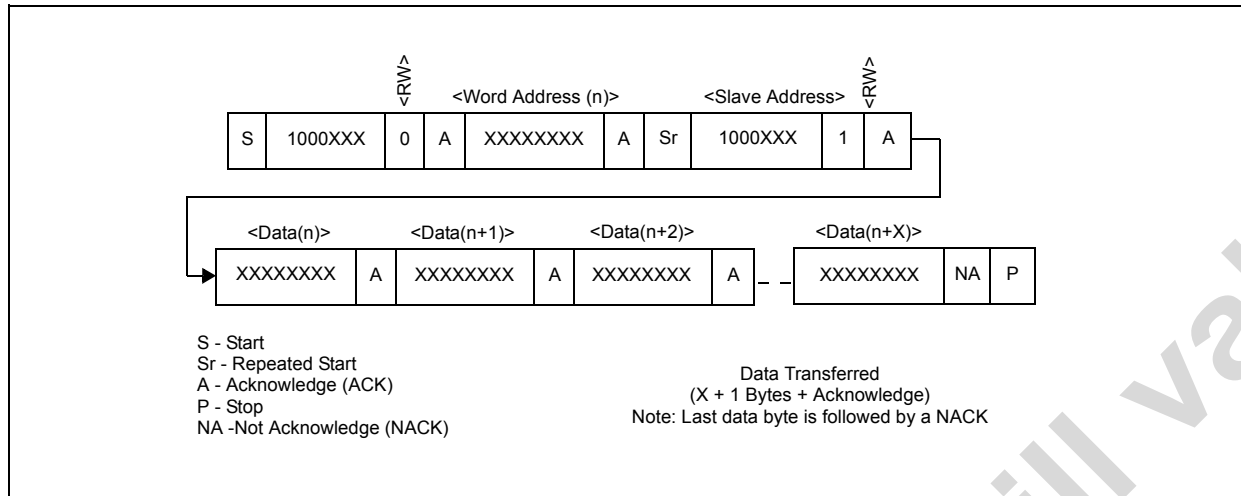 <RW> <Word Address (n)> <Slave Address> <RW>
S 1000XXX 0 A XXXXXXXX A Sr 1000XXX 1 A
<Data(n)> <Data(n+1)> <Data(n+2)> <Data(n+X)>
XXXXXXXX A XXXXXXXX A XXXXXXXX A XXXXXXXX NA P
S - Start
Sr - Repeated Start
A - Acknowledge (ACK)
P - Stop
NA -Not Acknowledge (NACK)
Data Transferred
(X + 1 Bytes + Acknowledge)
Note: Last data byte is followed by a NACK
ill va